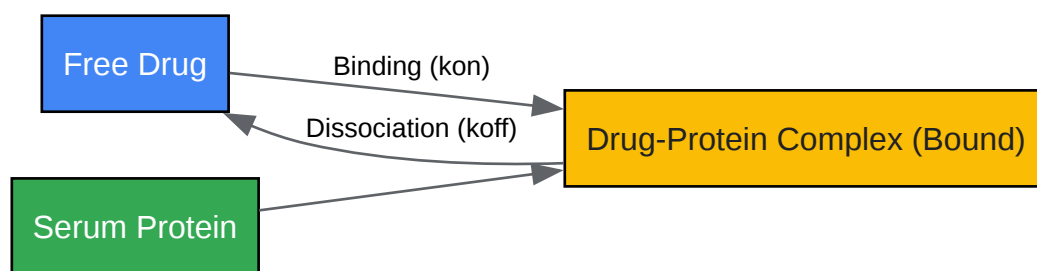 Free Drug
Binding (kon)
Dissociation (koff)
Drug-Protein Complex (Bound)
Serum Protein